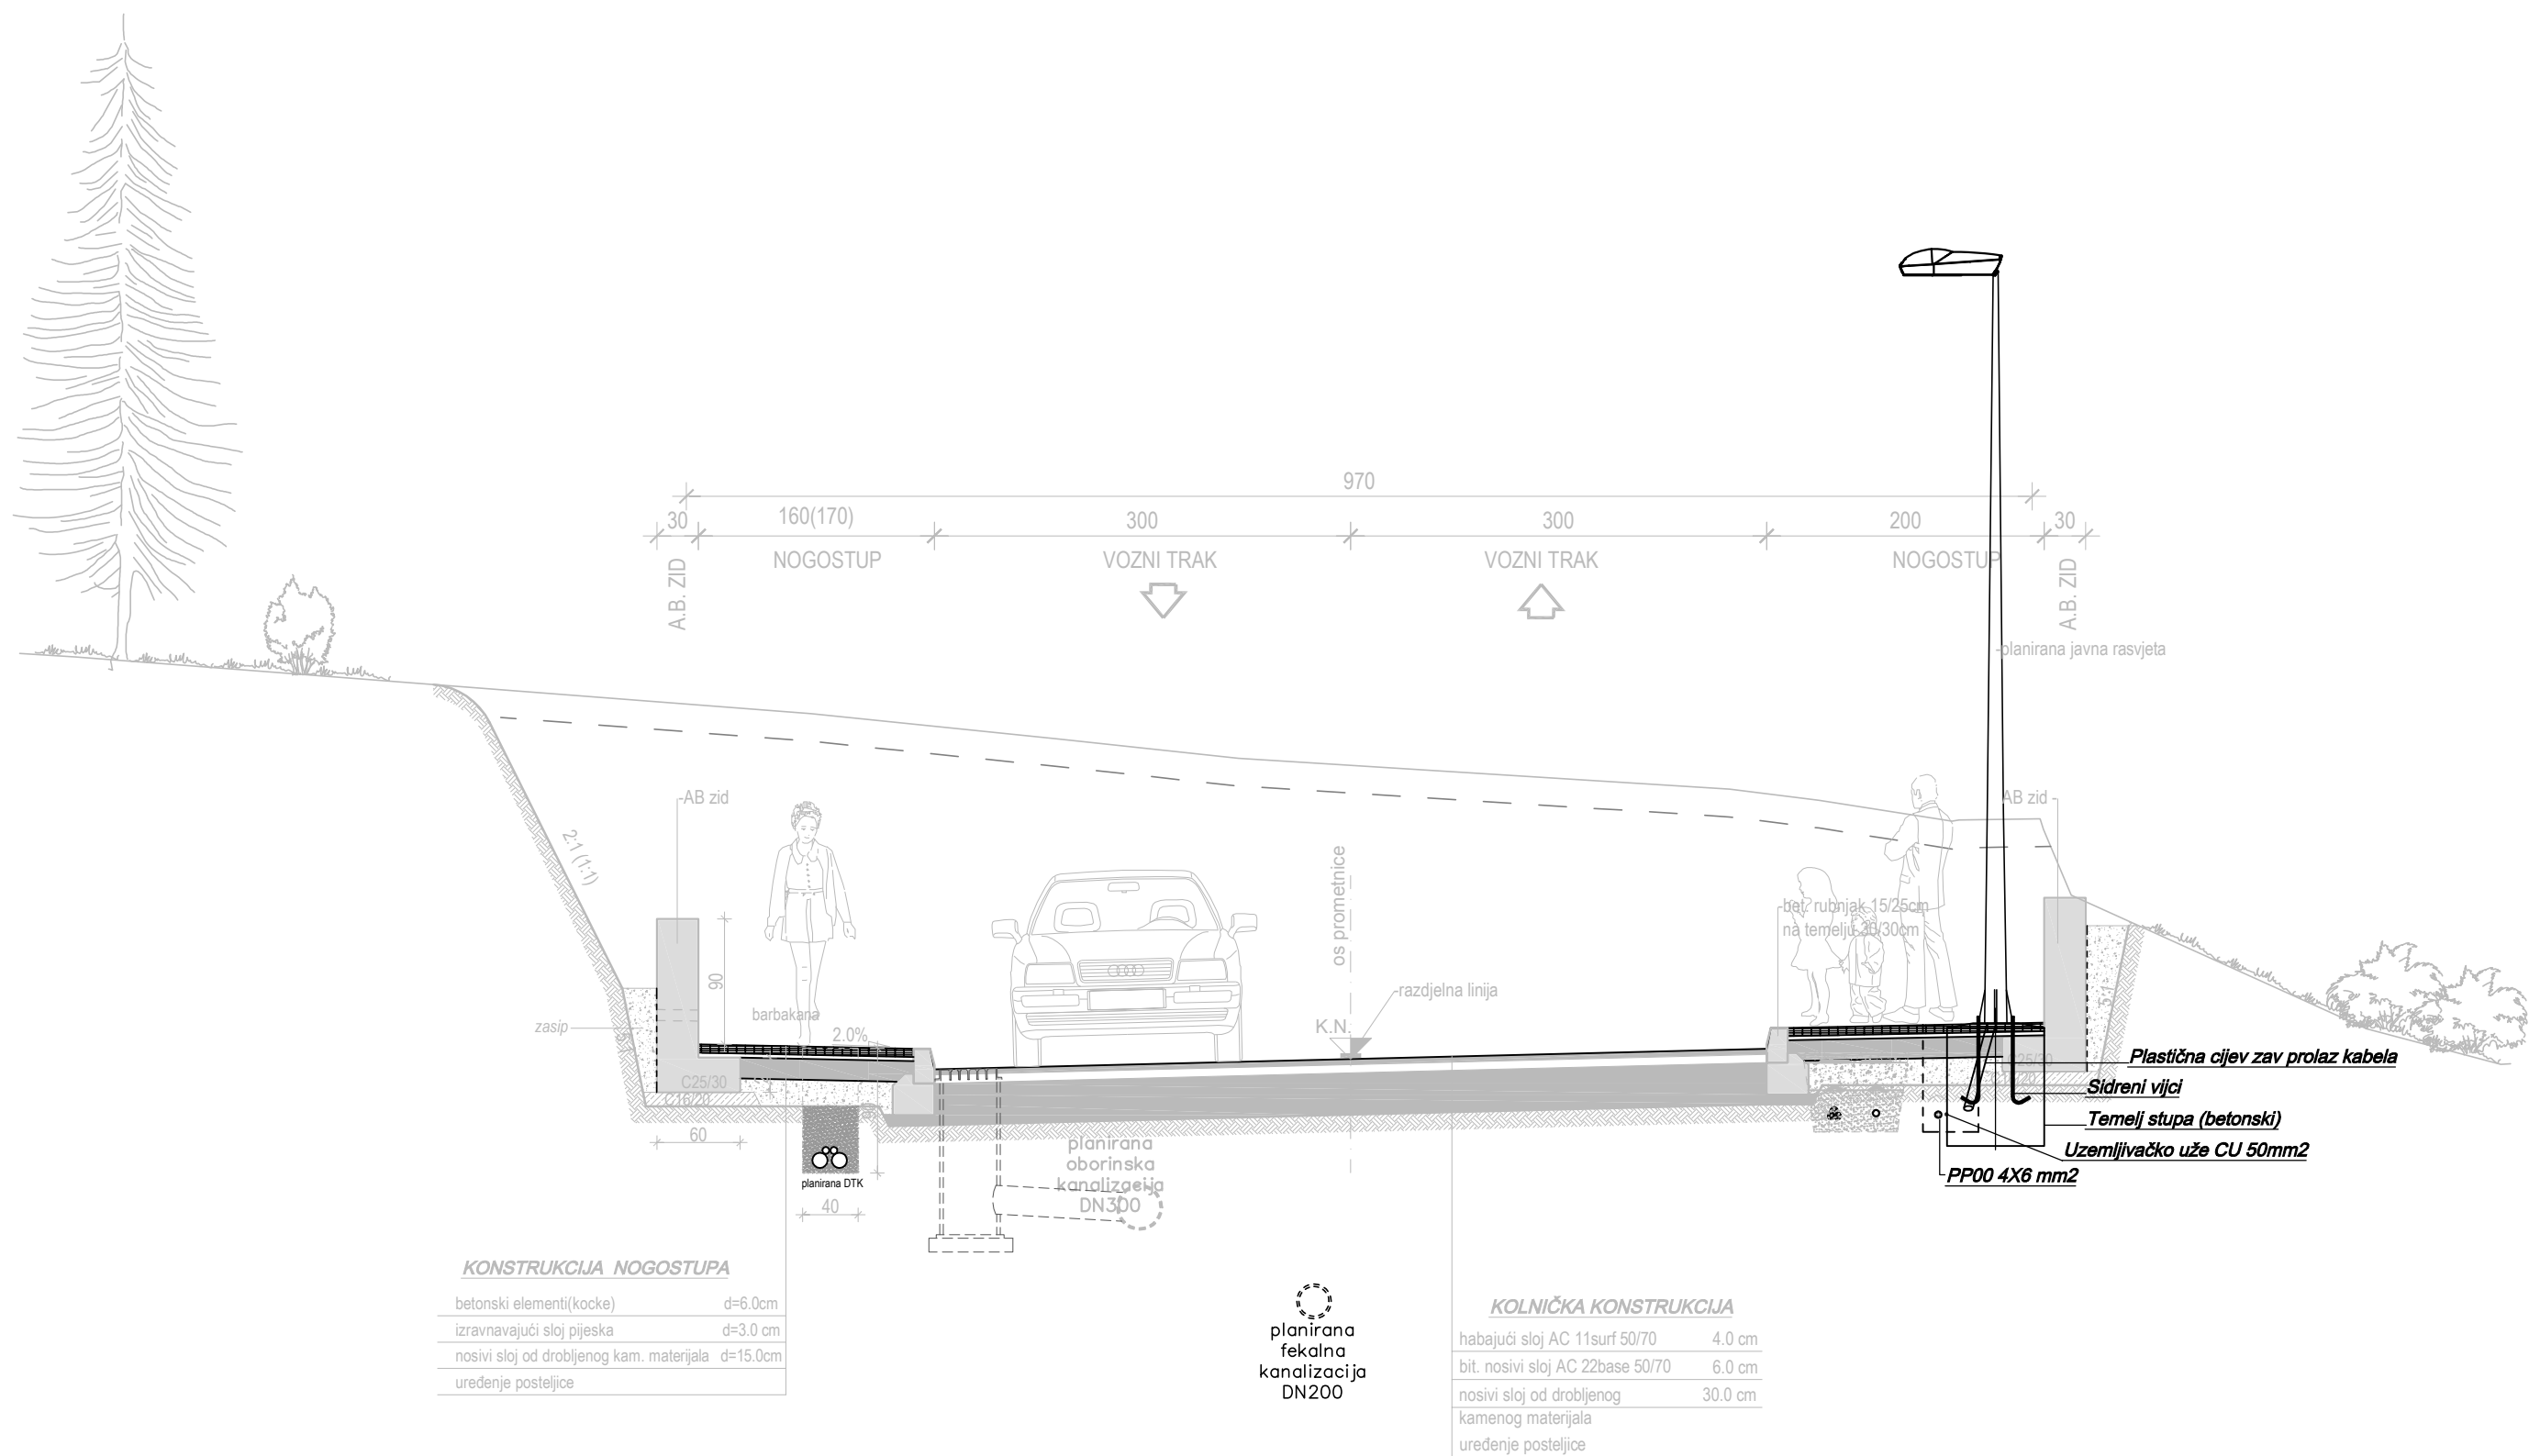 970
30
160(170)
300
300
200
30
A.B. ZID
NOGOSTUP
VOZNI TRAK
VOZNI TRAK
NOGOSTUP
A.B. ZID
planirana javna rasvjeta
AB zid
AB zid
2:1 (1:1)
os prometnice
bet. rubnjak 15/25cm
na temelju 30/30cm
90
razdjelna linija
barbakana
zasip
2.0%
K.N.
C25/30
C16/20
C25/30
60
planirana DTK
40
planirana
oborinska
kanalizacija
DN300
Plastična cijev zav prolaz kabela
Sidreni vijci
Temelj stupa (betonski)
Uzemljivačko uže CU 50mm2
PP00 4X6 mm2
KONSTRUKCIJA NOGOSTUPA
betonski elementi(kocke) d=6.0cm
izravnavajući sloj pijeska d=3.0 cm
nosivi sloj od drobljenog kam. materijala d=15.0cm
uređenje posteljice
planirana
fekalna
kanalizacija
DN200
KOLNIČKA KONSTRUKCIJA
habajući sloj AC 11surf 50/70 4.0 cm
bit. nosivi sloj AC 22base 50/70 6.0 cm
nosivi sloj od drobljenog 30.0 cm
kamenog materijala
uređenje posteljice